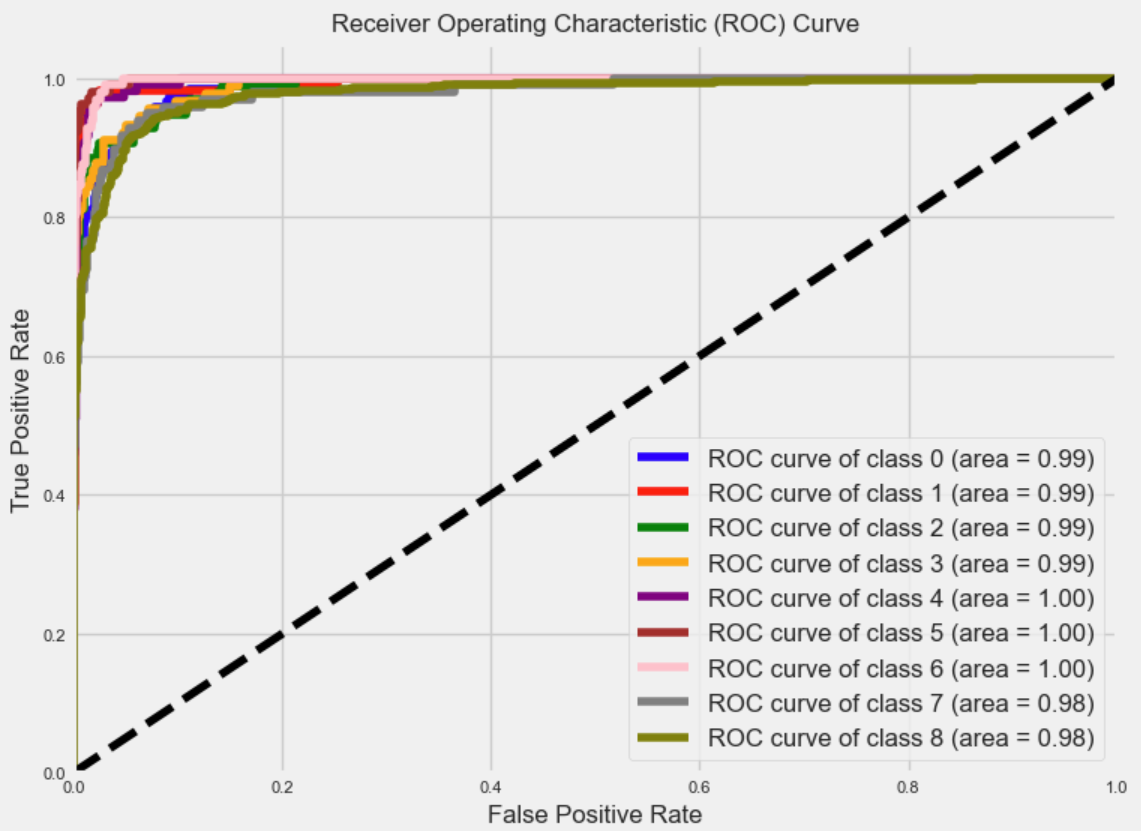 Receiver Operating Characteristic (ROC) Curve
1.0
0.8
0.6
0.4
0.2
0.0
True Positive Rate
ROC curve of class 0 (area = 0.99)
ROC curve of class 1 (area = 0.99)
ROC curve of class 2 (area = 0.99)
ROC curve of class 3 (area = 0.99)
ROC curve of class 4 (area = 1.00)
ROC curve of class 5 (area = 1.00)
ROC curve of class 6 (area = 1.00)
ROC curve of class 7 (area = 0.98)
ROC curve of class 8 (area = 0.98)
0.0 0.2 0.4 0.6 0.8 1.0
False Positive Rate